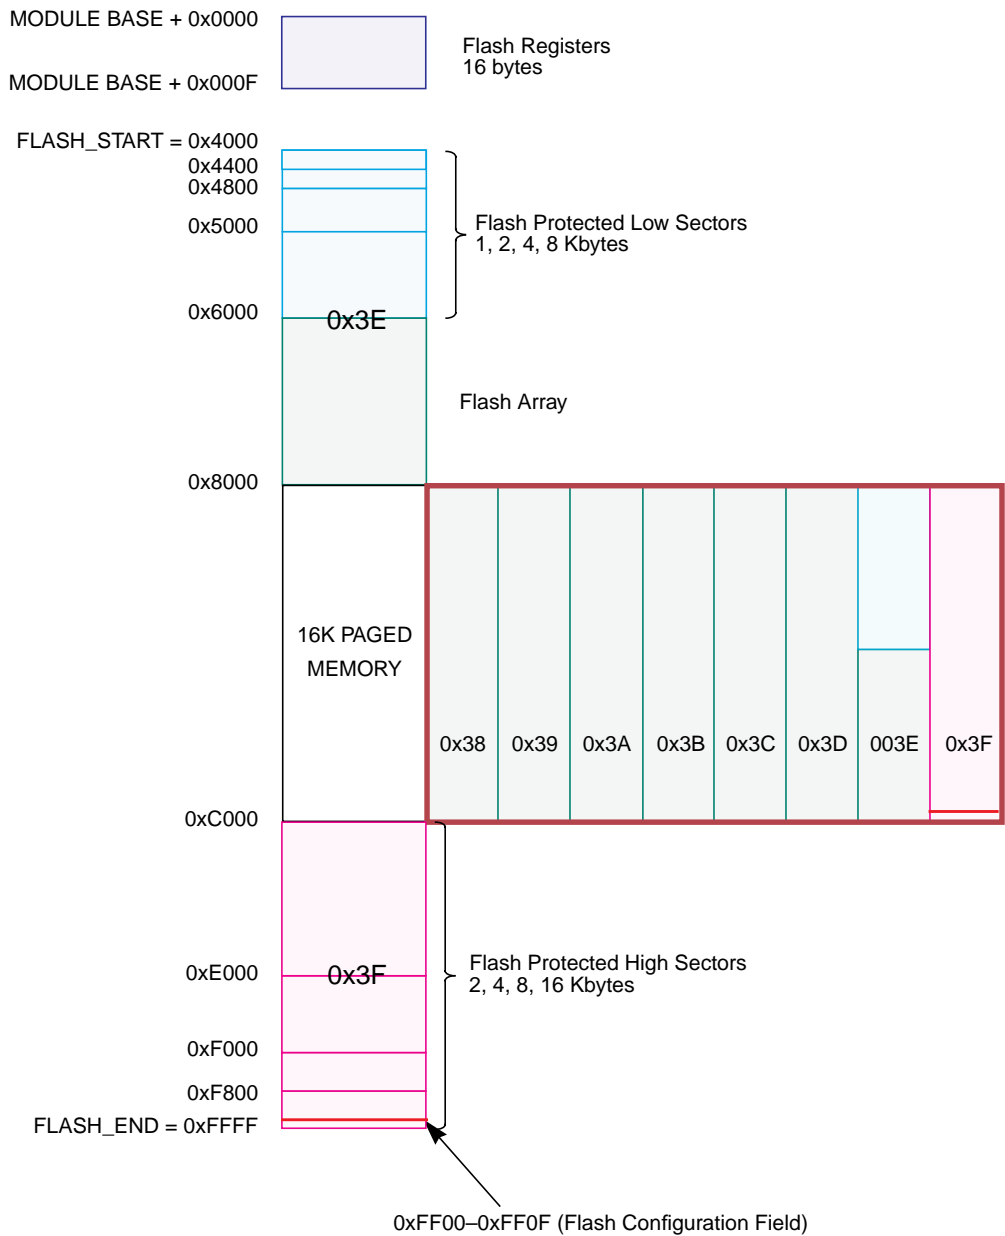 MODULE BASE + 0x0000
Flash Registers
16 bytes
MODULE BASE + 0x000F
FLASH_START = 0x4000
0x4400
0x4800
0x5000
Flash Protected Low Sectors
1, 2, 4, 8 Kbytes
0x6000
0x3E
Flash Array
0x8000
16K PAGED
MEMORY
0x38
0x39
0x3A
0x3B
0x3C
0x3D
003E
0x3F
0xC000
Flash Protected High Sectors
2, 4, 8, 16 Kbytes
0xE000
0x3F
0xF000
0xF800
FLASH_END = 0xFFFF
0xFF00–0xFF0F (Flash Configuration Field)